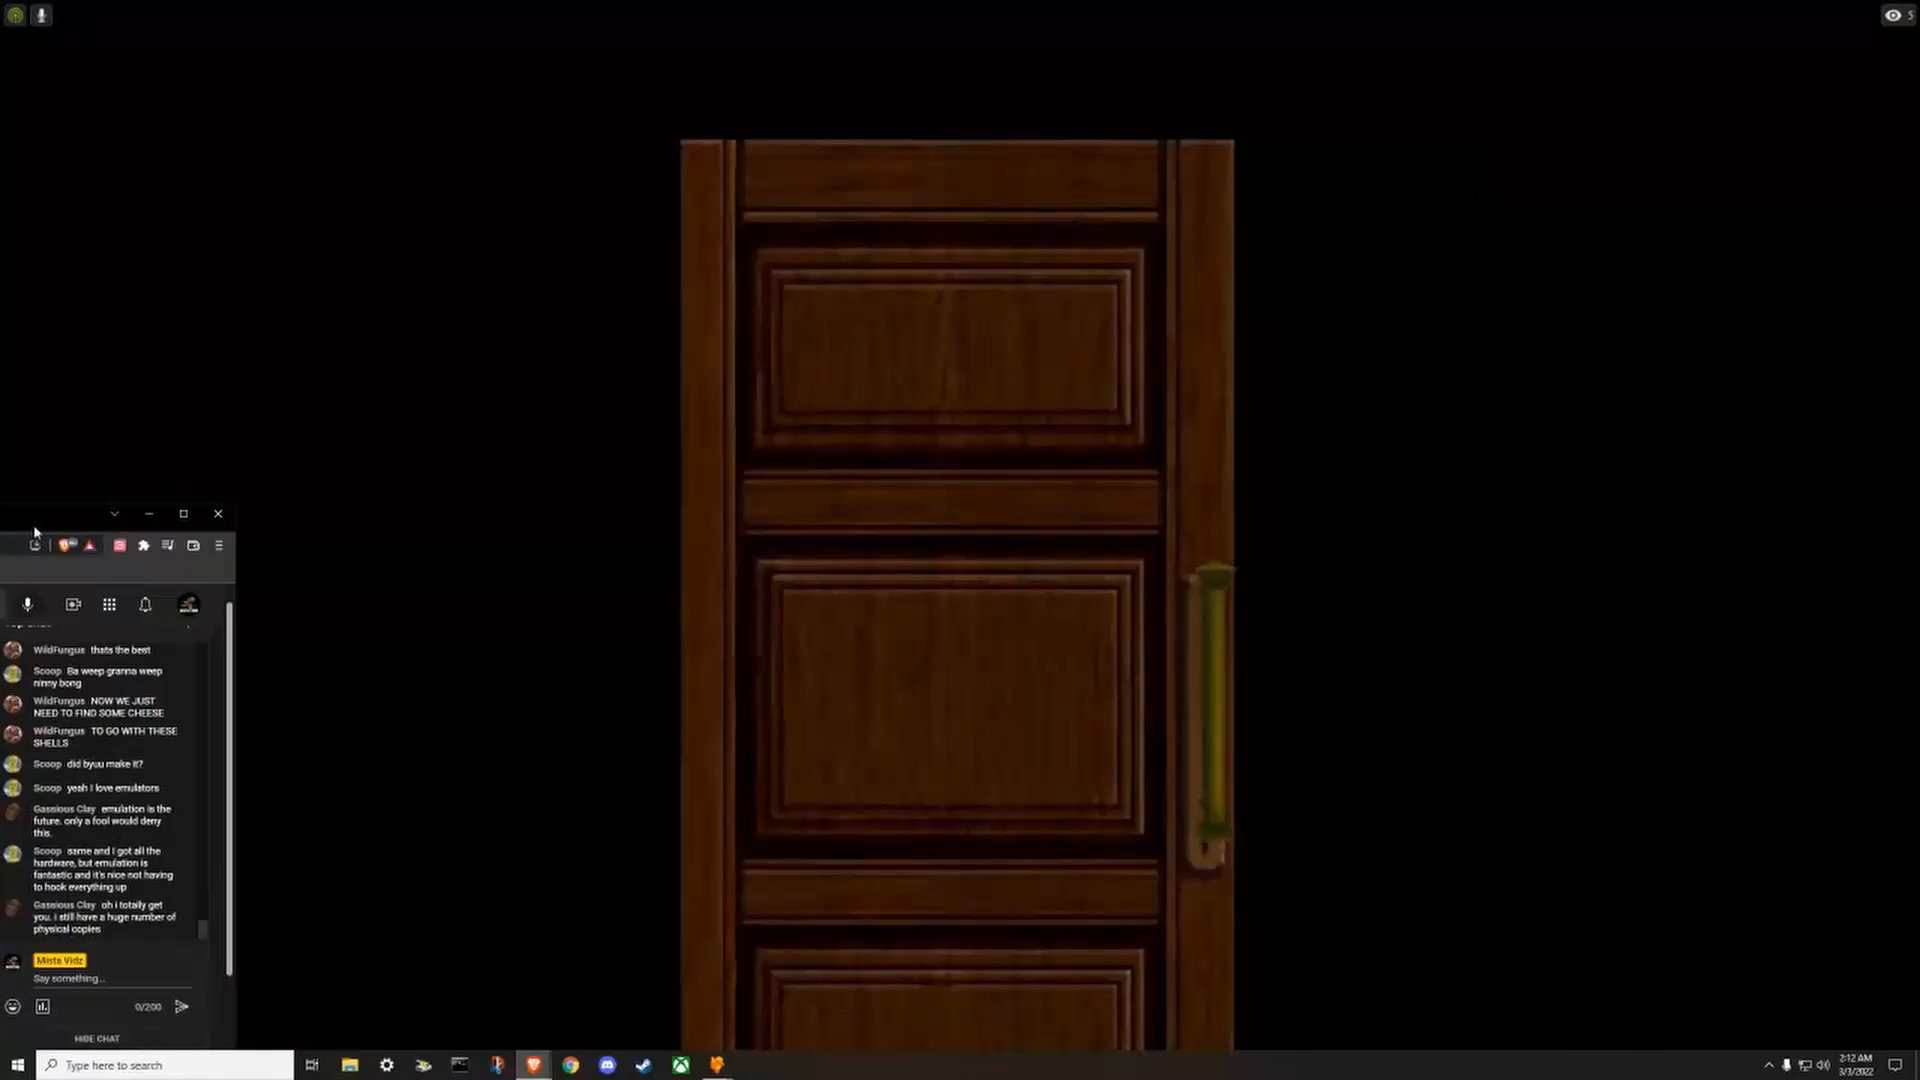 5
WildFungus thats the best
Scoop Ba weep granna weep
ninny bong
WildFungus NOW WE JUST
NEED TO FIND SOME CHEESE
WildFungus TO GO WITH THESE
SHELLS
Scoop did byuu make it?
Scoop yeah I love emulators
Gassious Clay emulation is the
future. only a fool would deny
this.
Scoop same and I got all the
hardware, but emulation is
fantastic and it's nice not having
to hook everything up
Gassious Clay oh i totally get
you. i still have a huge number of
physical copies
Mista Vidz
Say something...
0/200
HIDE CHAT
Type here to search
2:12 AM
3/3/2022